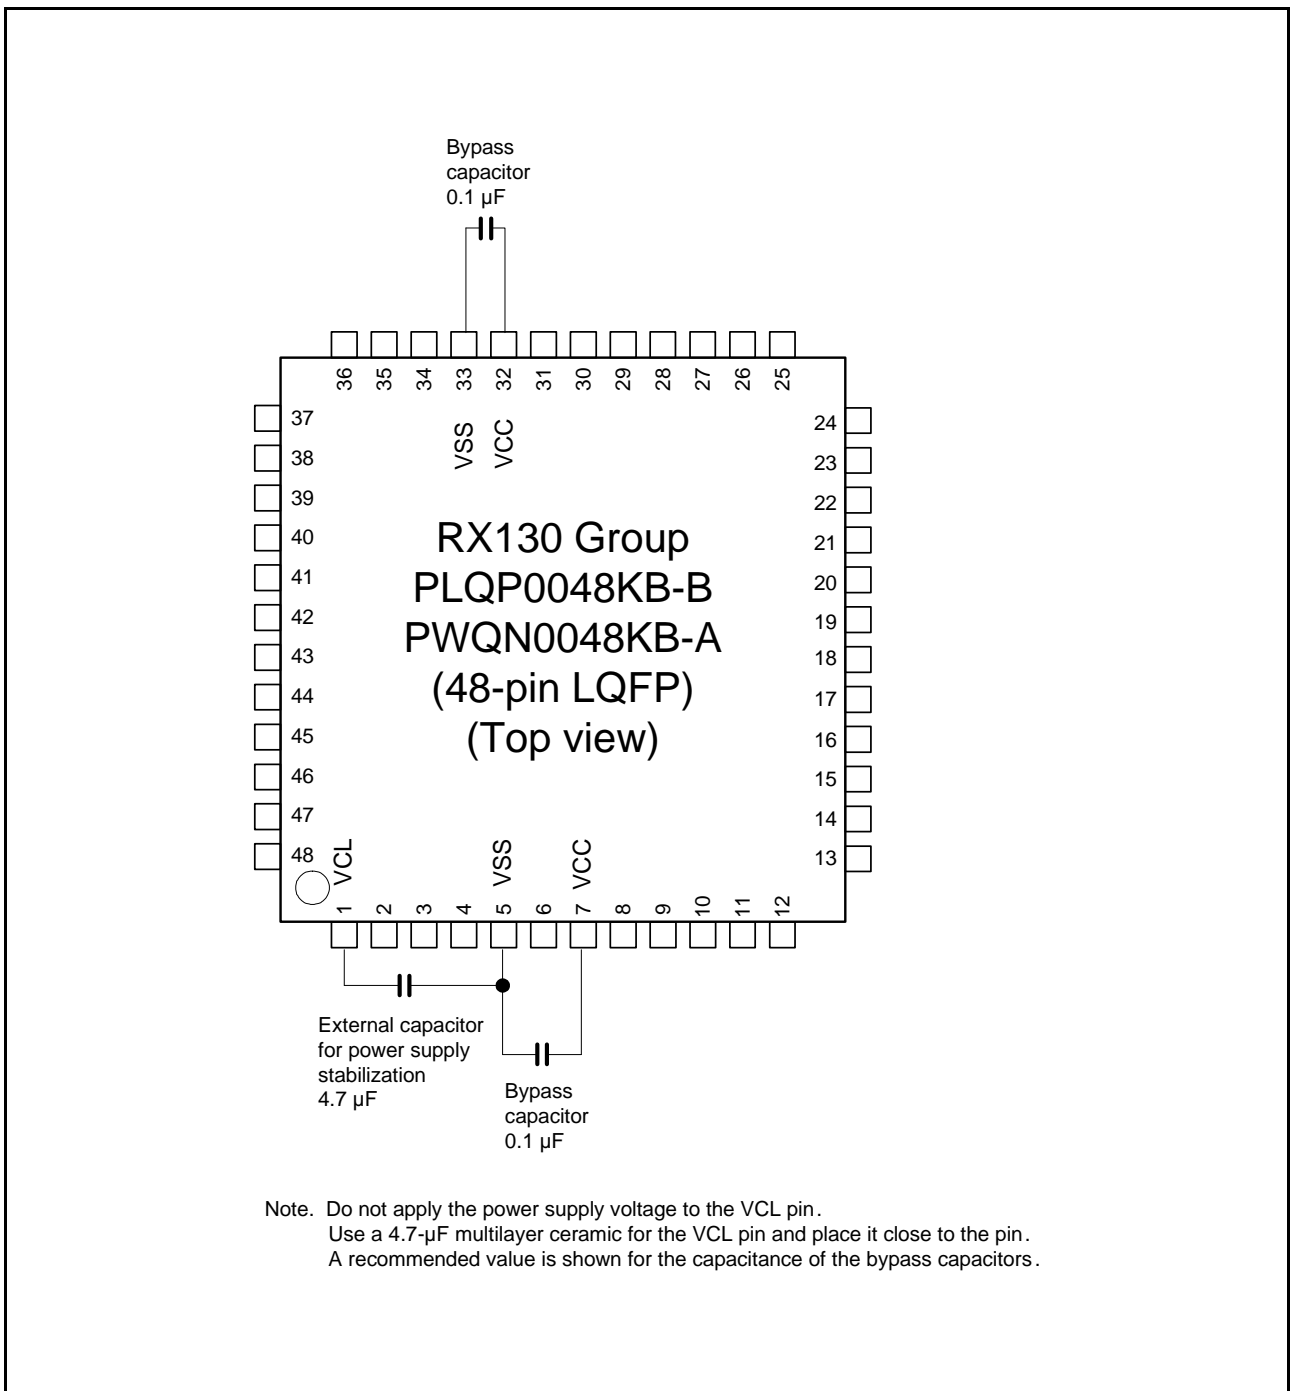 Bypass
capacitor
0.1 µF
36 35 34 33 32 31 30 29 28 27 26 25
VSS VCC
37
38
39
40
41
42
43
44
45
46
47
48
24
23
22
21
20
19
18
17
16
15
14
13
RX130 Group
PLQP0048KB-B
PWQN0048KB-A
(48-pin LQFP)
(Top view)
VCL VSS VCC
1 2 3 4 5 6 7 8 9 10 11 12
External capacitor
for power supply
stabilization
4.7 µF
Bypass
capacitor
0.1 µF
Note. Do not apply the power supply voltage to the VCL pin.
Use a 4.7-µF multilayer ceramic for the VCL pin and place it close to the pin.
A recommended value is shown for the capacitance of the bypass capacitors.